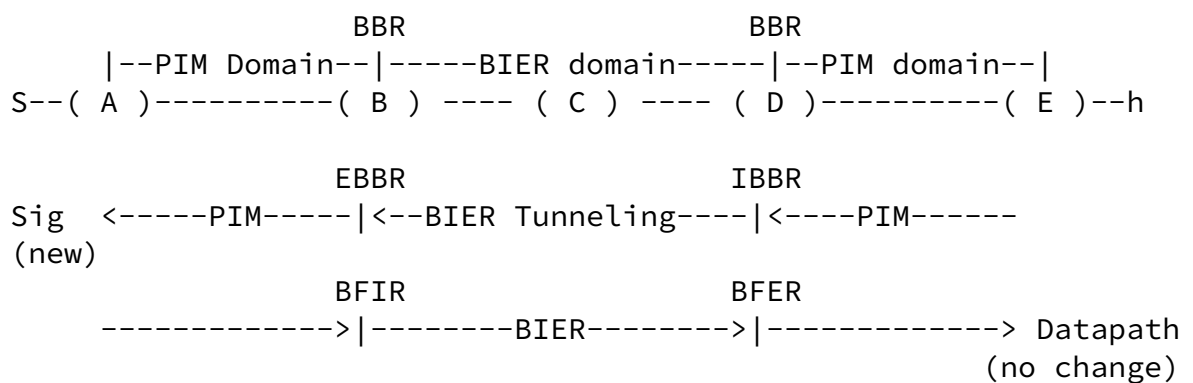 BBR                       BBR
      |--PIM Domain--|-----BIER domain-----|--PIM domain--|
S--( A )----------( B ) ---- ( C ) ---- ( D )----------( E )--h
                      EBBR                      IBBR
Sig  <-----PIM-----|<--BIER Tunneling----|<----PIM------
(new)
                      BFIR                      BFER
     ------------->|--------BIER-------->|-------------> Datapath
                                                        (no change)